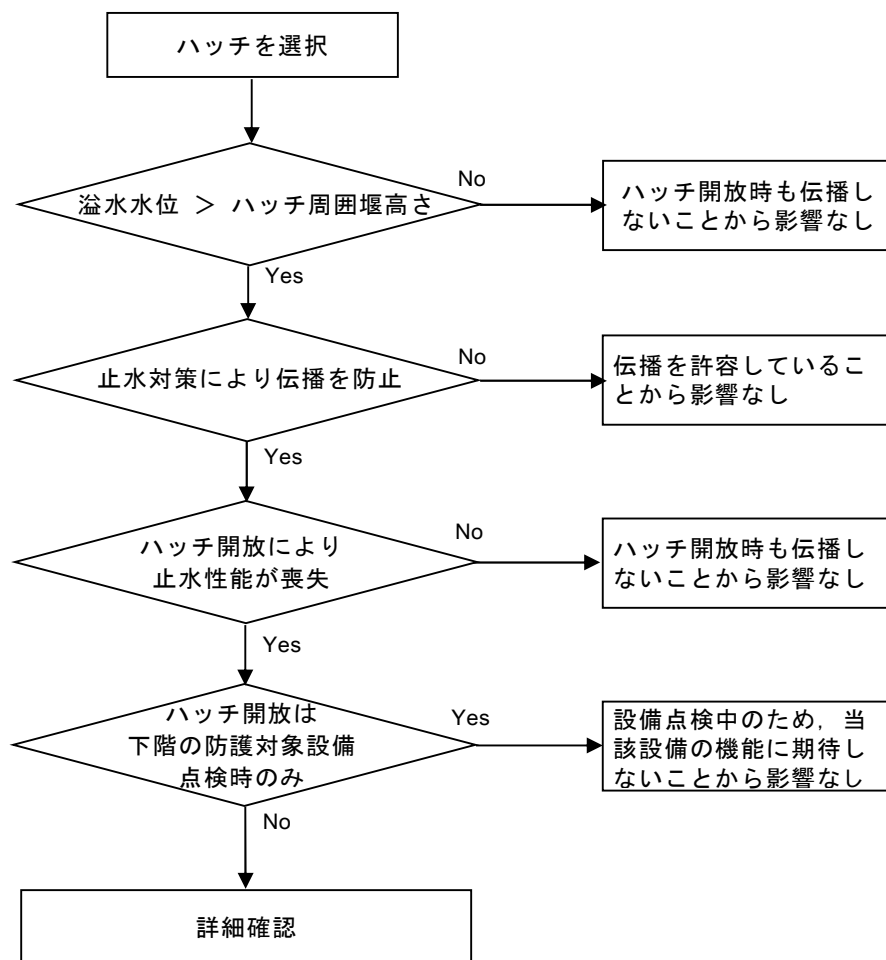 ハッチを選択
溢水水位 ＞ ハッチ周囲堰高さ
No
ハッチ開放時も伝播し
ないことから影響なし
Yes
止水対策により伝播を防止
No
伝播を許容しているこ
とから影響なし
Yes
ハッチ開放により
止水性能が喪失
No
ハッチ開放時も伝播し
ないことから影響なし
Yes
ハッチ開放は
下階の防護対象設備
点検時のみ
Yes
設備点検中のため，当
該設備の機能に期待し
ないことから影響なし
No
詳細確認